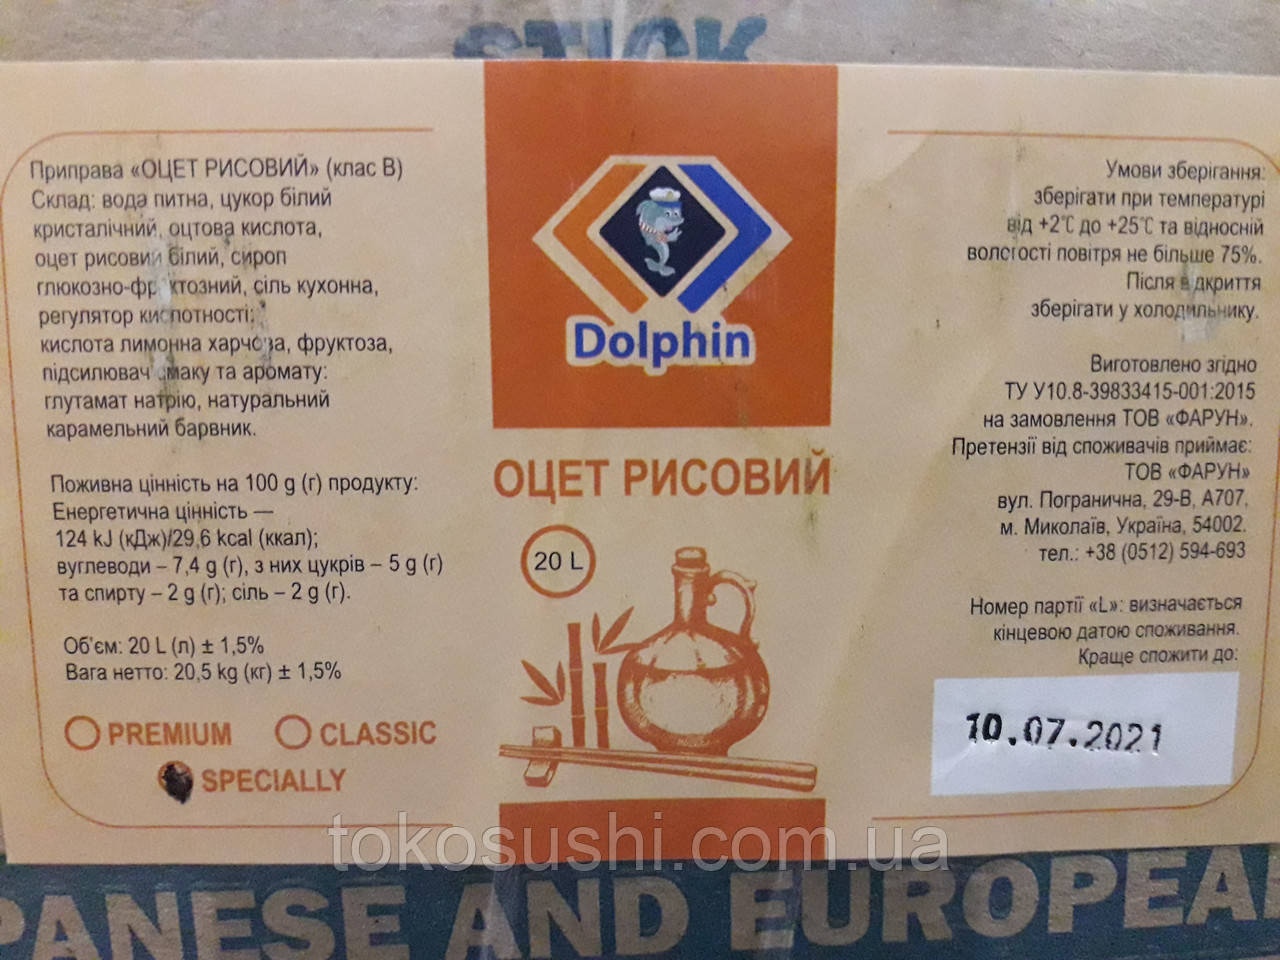 STICK
Приправа «ОЦЕТ РИСОВИЙ» (клас В)
Склад: вода питна, цукор білий
кристалічний, оцтова кислота,
оцет рисовий білий, сироп
глюкозно-фруктозний, сіль кухонна,
регулятор кислотності:
кислота лимонна харчова, фруктоза,
підсилювач смаку та аромату:
глутамат натрію, натуральний
карамельний барвник.
Поживна цінність на 100 g (г) продукту:
Енергетична цінність —
124 kJ (кДж)/29,6 kcal (ккал);
вуглеводи – 7,4 g (г), з них цукрів – 5 g (г)
та спирту – 2 g (г); сіль – 2 g (г).
Об'єм: 20 L (л) ± 1,5%
Вага нетто: 20,5 kg (кг) ± 1,5%
PREMIUM CLASSIC
SPECIALLY
Dolphin
ОЦЕТ РИСОВИЙ
20 L
Умови зберігання:
зберігати при температурі
від +2℃ до +25℃ та відносній
вологості повітря не більше 75%.
Після відкриття
зберігати у холодильнику.
Виготовлено згідно
ТУ У10.8-39833415-001:2015
на замовлення ТОВ «ФАРУН».
Претензії від споживачів приймає:
ТОВ «ФАРУН»
вул. Погранична, 29-В, А707,
м. Миколаїв, Україна, 54002.
тел.: +38 (0512) 594-693
Номер партії «L»: визначається
кінцевою датою споживання.
Краще спожити до:
10.07.2021
tokosushi.com.ua
PANESE AND EUROPEA